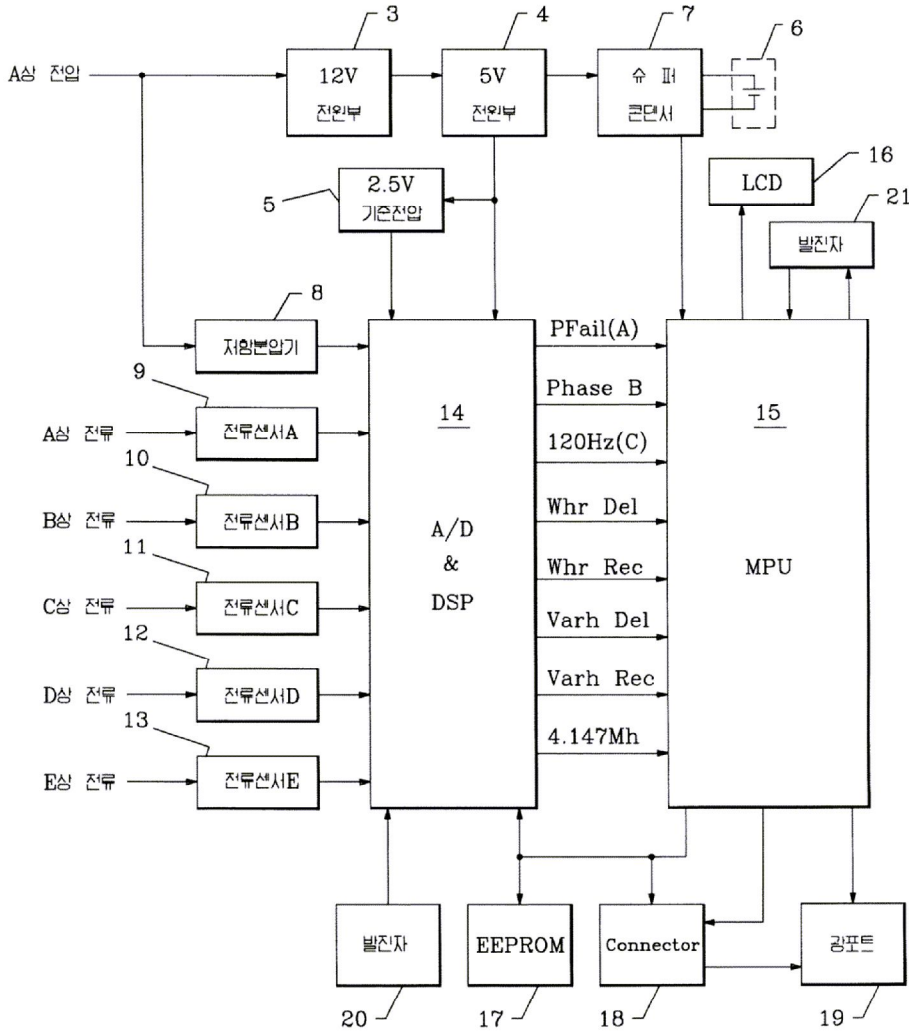 3
4
7
6
A상 전압
12V
전원부
5V
전원부
슈 퍼
콘덴서
16
LCD
5
2.5V
기준전압
21
발진자
8
저항분압기
PFail(A)
9
14
Phase B
15
A상 전류
전류센서A
120Hz(C)
10
B상 전류
전류센서B
A/D
&
DSP
Whr Del
MPU
11
Whr Rec
C상 전류
전류센서C
Varh Del
12
D상 전류
전류센서D
Varh Rec
13
4.147Mh
E상 전류
전류센서E
발진자
EEPROM
Connector
광포트
20
17
18
19